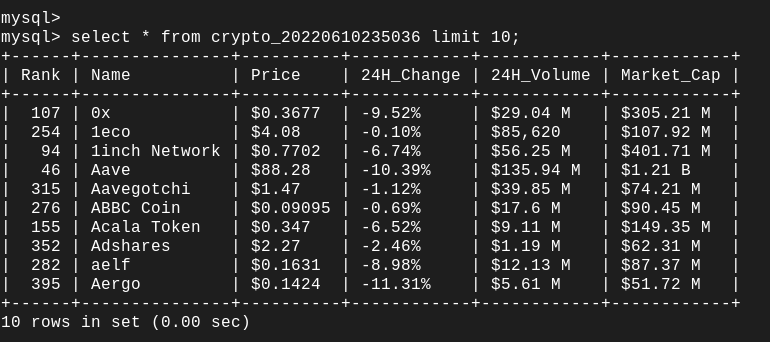 mysql>
mysql> select * from crypto_20220610235036 limit 10;
+------+---------------+----------+------------+------------+------------+
| Rank | Name          | Price    | 24H_Change | 24H_Volume | Market_Cap |
+------+---------------+----------+------------+------------+------------+
|  107 | 0x            | $0.3677  | -9.52%     | $29.04 M   | $305.21 M  |
|  254 | 1eco          | $4.08    | -0.10%     | $85,620    | $107.92 M  |
|   94 | 1inch Network | $0.7702  | -6.74%     | $56.25 M   | $401.71 M  |
|   46 | Aave          | $88.28   | -10.39%    | $135.94 M  | $1.21 B    |
|  315 | Aavegotchi    | $1.47    | -1.12%     | $39.85 M   | $74.21 M   |
|  276 | ABBC Coin     | $0.09095 | -0.69%     | $17.6 M    | $90.45 M   |
|  155 | Acala Token   | $0.347   | -6.52%     | $9.11 M    | $149.35 M  |
|  352 | Adshares      | $2.27    | -2.46%     | $1.19 M    | $62.31 M   |
|  282 | aelf          | $0.1631  | -8.98%     | $12.13 M   | $87.37 M   |
|  395 | Aergo         | $0.1424  | -11.31%    | $5.61 M    | $51.72 M   |
+------+---------------+----------+------------+------------+------------+
10 rows in set (0.00 sec)